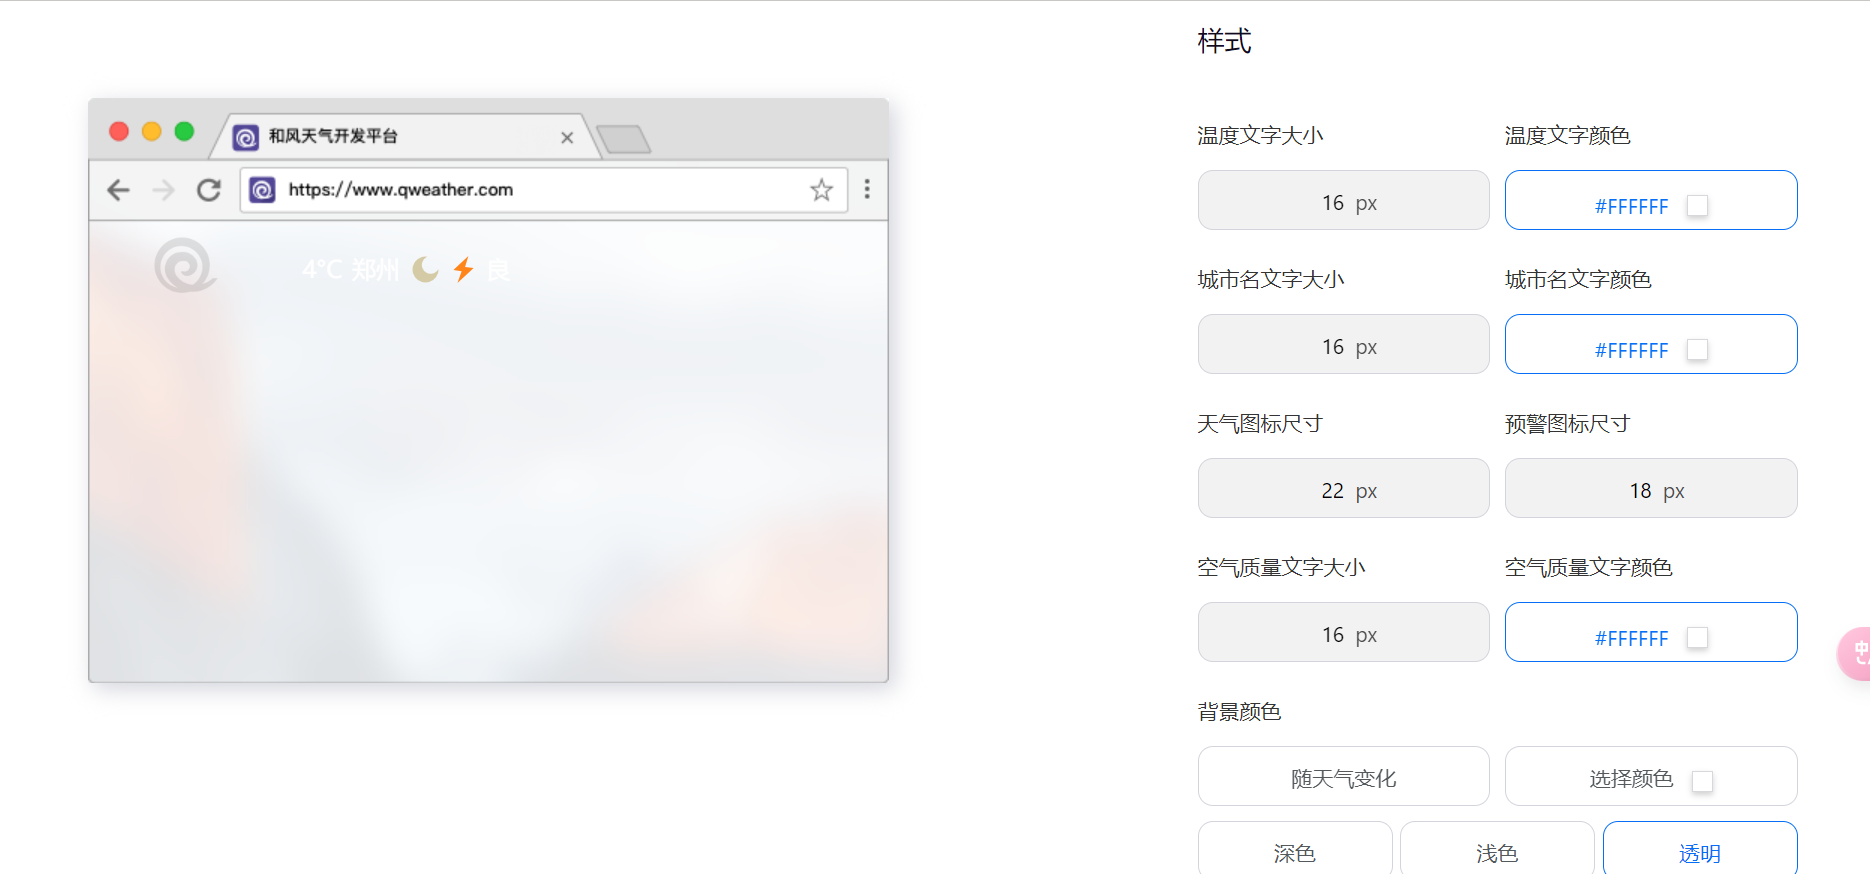 样式
和风天气开发平台
https://www.qweather.com
4°C 郑州 良
温度文字大小 温度文字颜色
16 px #FFFFFF
城市名文字大小 城市名文字颜色
16 px #FFFFFF
天气图标尺寸 预警图标尺寸
22 px 18 px
空气质量文字大小 空气质量文字颜色
16 px #FFFFFF
背景颜色
随天气变化 选择颜色
深色 浅色 透明